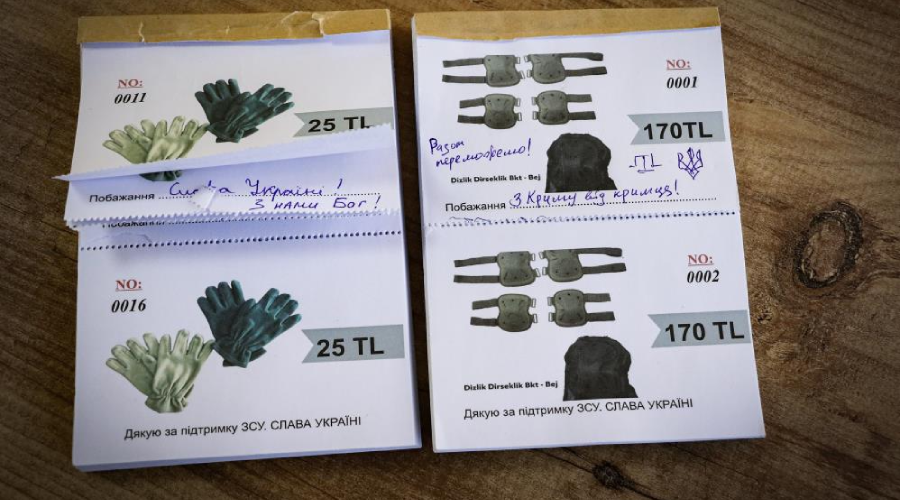 NO:
0011
25 TL
Побажання Слава Україні!
З нами Бог!
NO:
0016
25 TL
Дякую за підтримку ЗСУ. СЛАВА УКРАЇНІ
NO:
0001
170TL
Разом
переможемо!
Dizlik Dirseklik Bkt - Bej
Побажання З Криму від кримця!
NO:
0002
170 TL
Dizlik Dirseklik Bkt - Bej
Дякую за підтримку ЗСУ. СЛАВА УКРАЇНІ